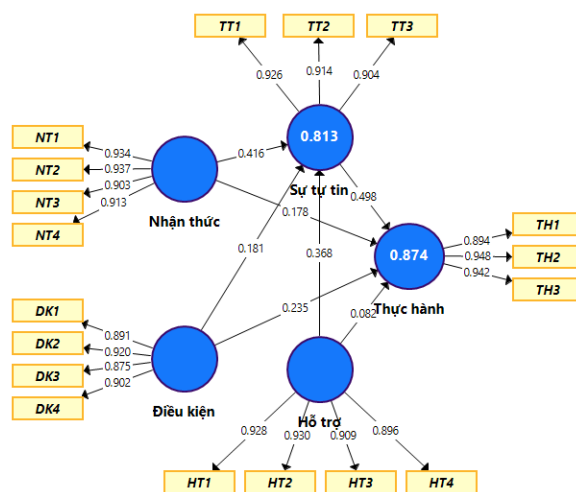 TT1
TT2
TT3
0.926
0.914
0.904
0.813
Sự tự tin
NT1
NT2
NT3
NT4
0.934
0.937
0.903
0.913
Nhận thức
0.416
0.178
0.498
0.181
0.368
0.235
0.082
0.874
Thực hành
0.894
0.948
0.942
TH1
TH2
TH3
DK1
DK2
DK3
DK4
0.891
0.920
0.875
0.902
Điều kiện
Hỗ trợ
0.928
0.930
0.909
0.896
HT1
HT2
HT3
HT4